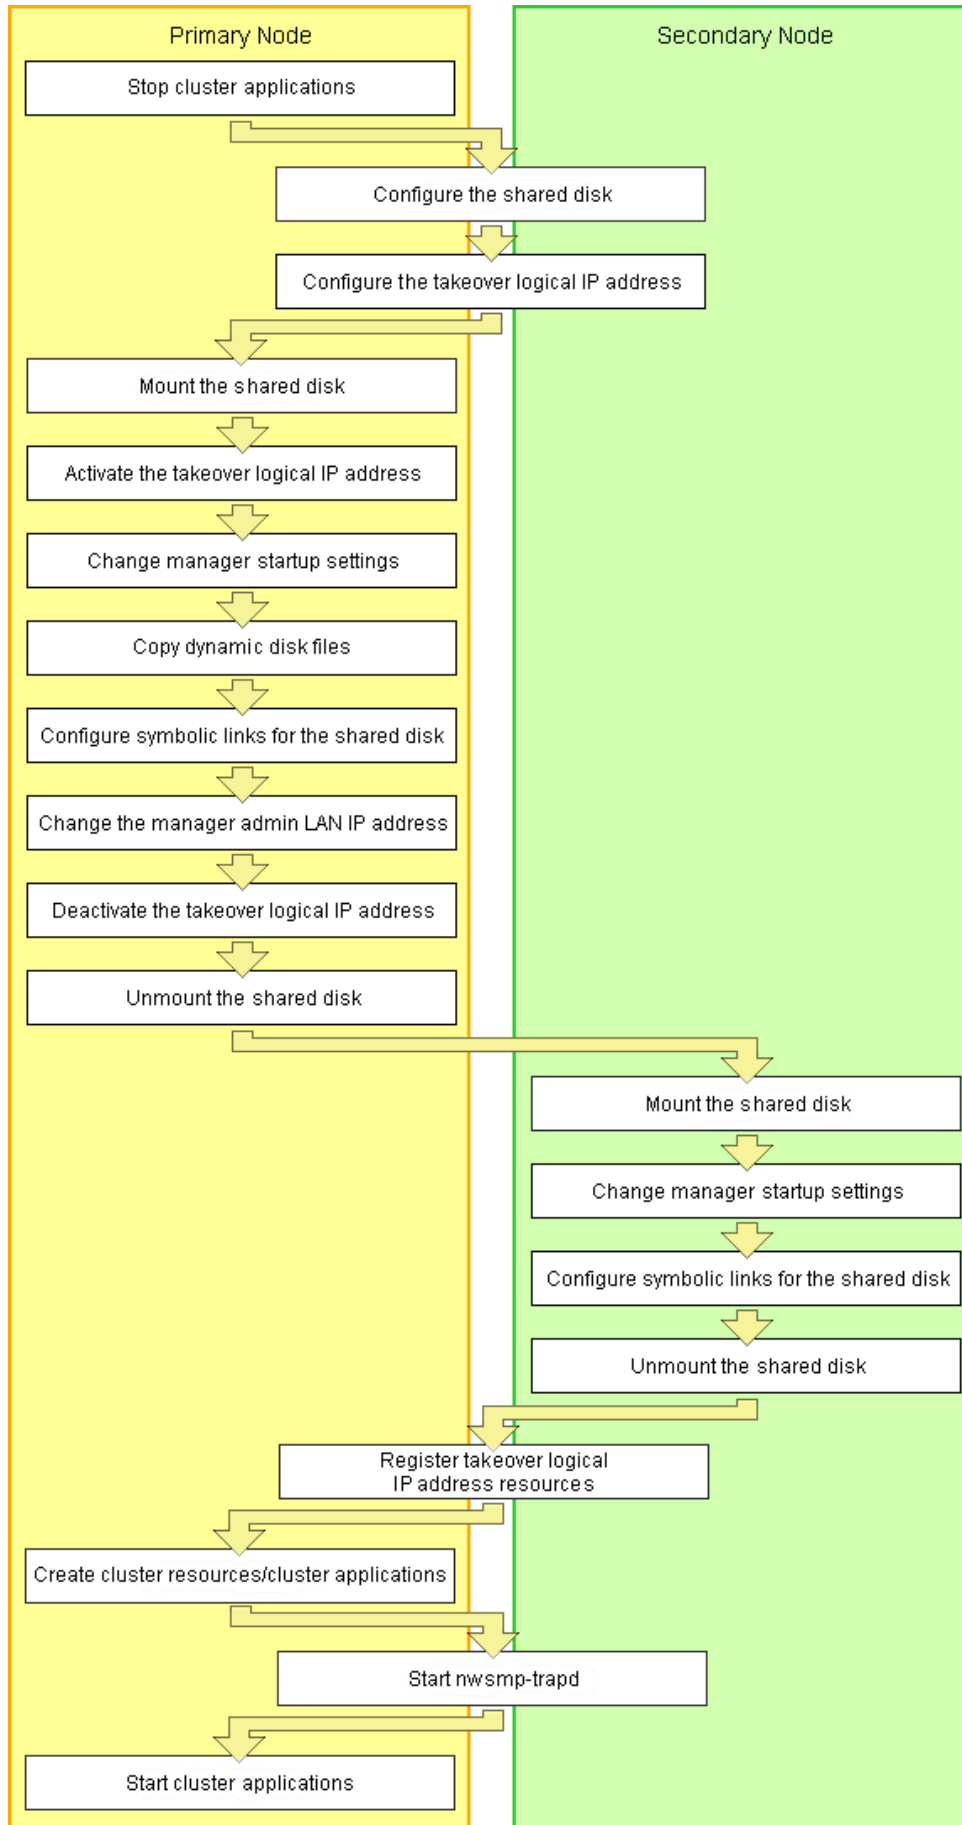 Primary Node
Secondary Node
Stop cluster applications
Configure the shared disk
Configure the takeover logical IP address
Mount the shared disk
Activate the takeover logical IP address
Change manager startup settings
Copy dynamic disk files
Configure symbolic links for the shared disk
Change the manager admin LAN IP address
Deactivate the takeover logical IP address
Unmount the shared disk
Mount the shared disk
Change manager startup settings
Configure symbolic links for the shared disk
Unmount the shared disk
Register takeover logical
IP address resources
Create cluster resources/cluster applications
Start nwsmp-trapd
Start cluster applications